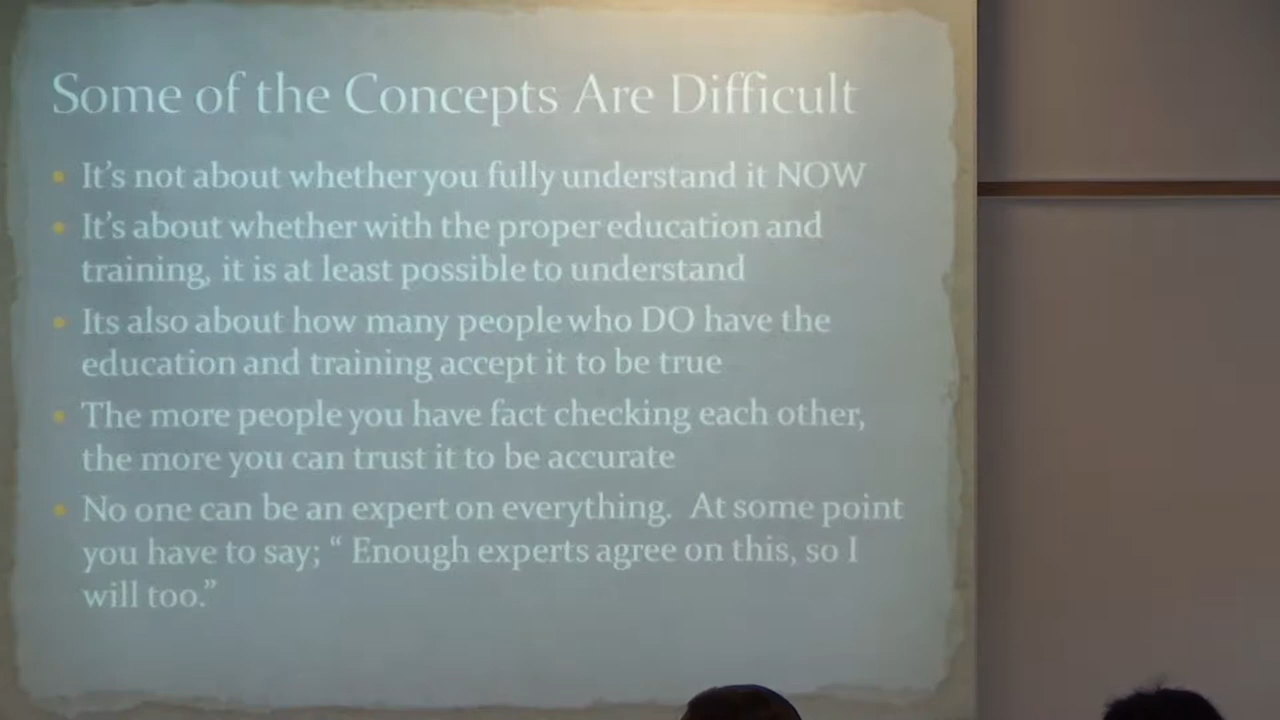 Some of the Concepts Are Difficult
• It's not about whether you fully understand it NOW
• It's about whether with the proper education and
training, it is at least possible to understand
• Its also about how many people who DO have the
education and training accept it to be true
• The more people you have fact checking each other,
the more you can trust it to be accurate
• No one can be an expert on everything.  At some point
you have to say; “ Enough experts agree on this, so I
will too.”